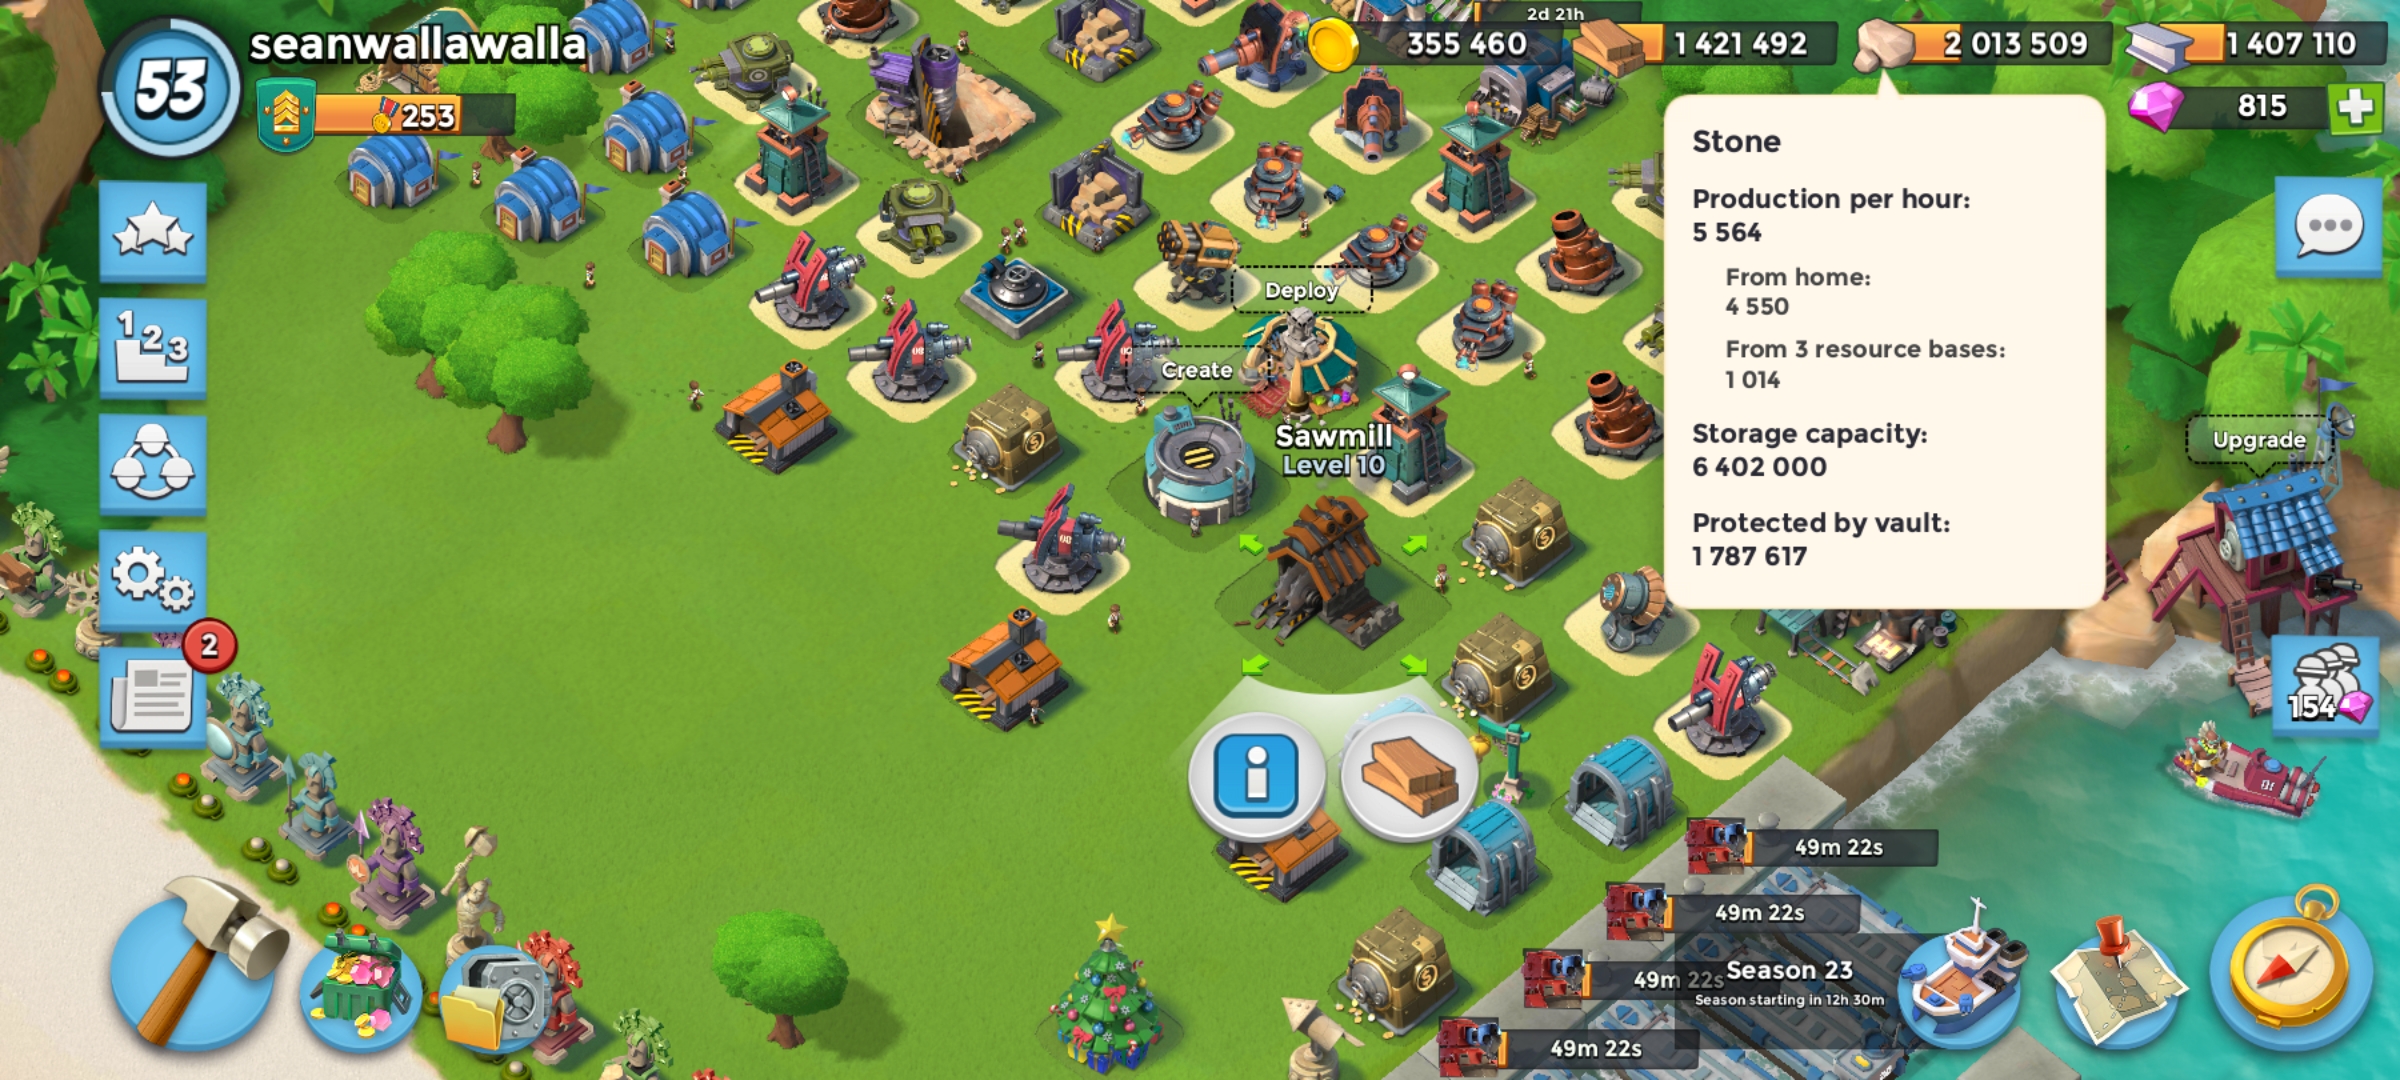 53
seanwallawalla
253
2d 21h
355 460
1 421 492
2 013 509
1 407 110
815
Stone
Production per hour:
5 564
From home:
4 550
From 3 resource bases:
1 014
Storage capacity:
6 402 000
Protected by vault:
1 787 617
Deploy
Create
Sawmill
Level 10
Upgrade
1 2 3
2
154
49m 22s
49m 22s
49m 22s
49m 22s
Season 23
Season starting in 12h 30m